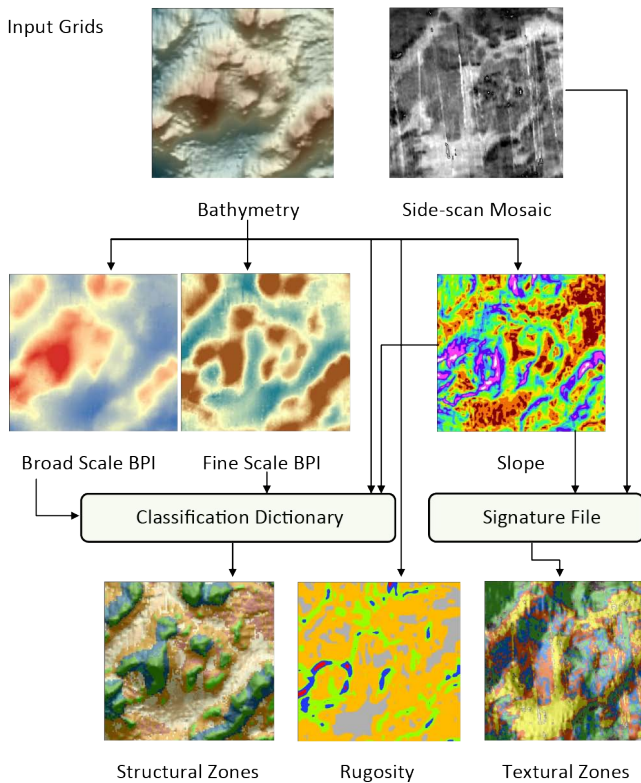 Input Grids
Bathymetry
Side-scan Mosaic
Broad Scale BPI
Fine Scale BPI
Slope
Classification Dictionary
Signature File
Structural Zones
Rugosity
Textural Zones